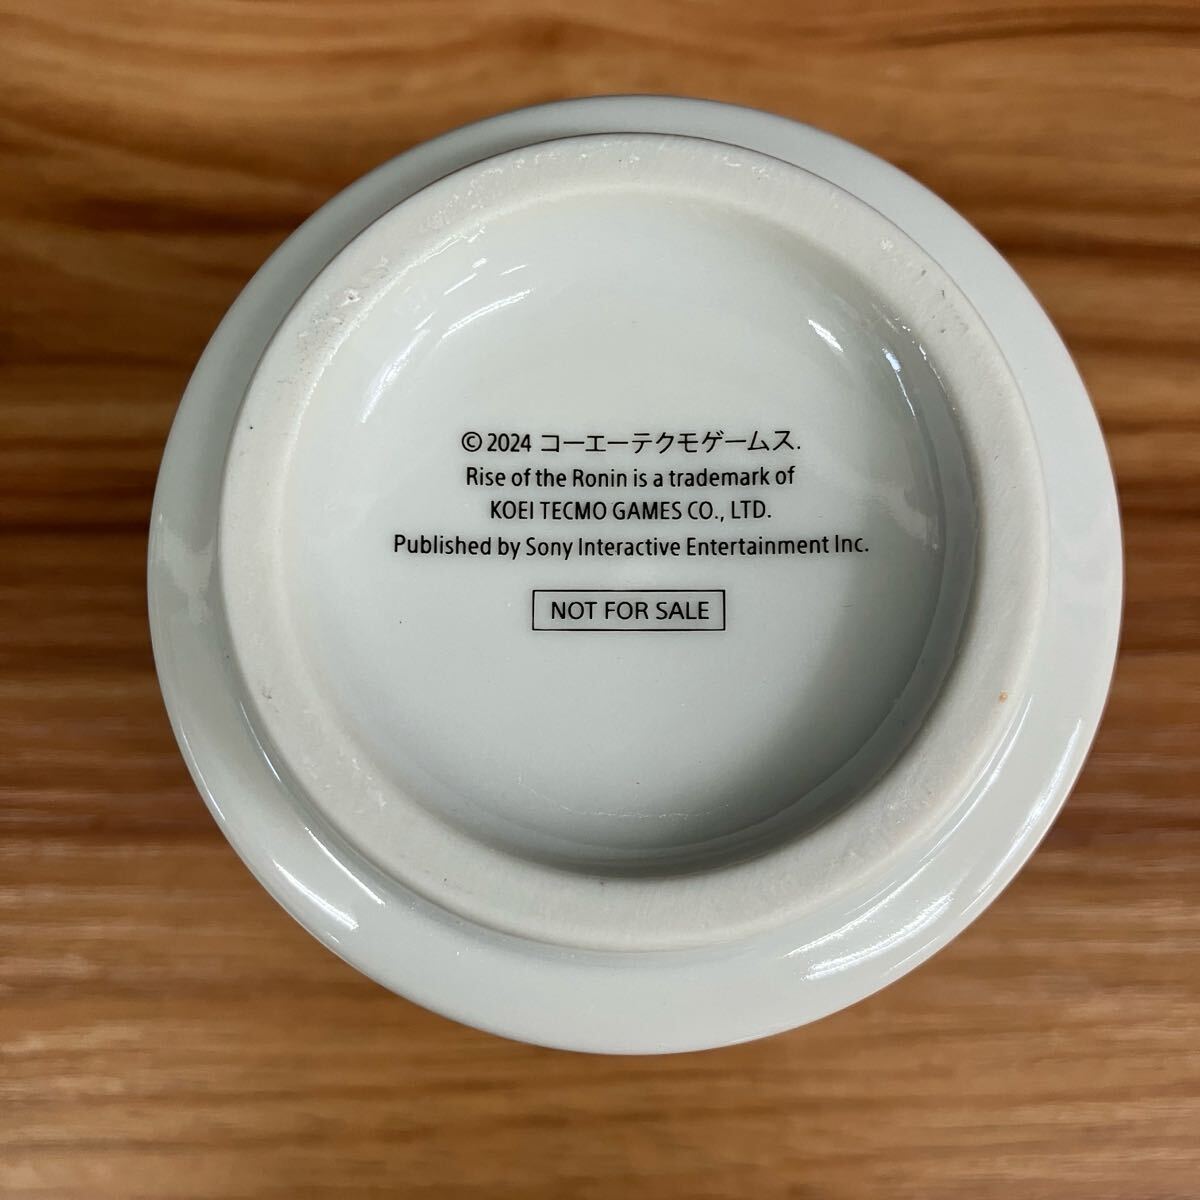 © 2024 コーエーテクモゲームス.
Rise of the Ronin is a trademark of
KOEI TECMO GAMES CO., LTD.
Published by Sony Interactive Entertainment Inc.
NOT FOR SALE